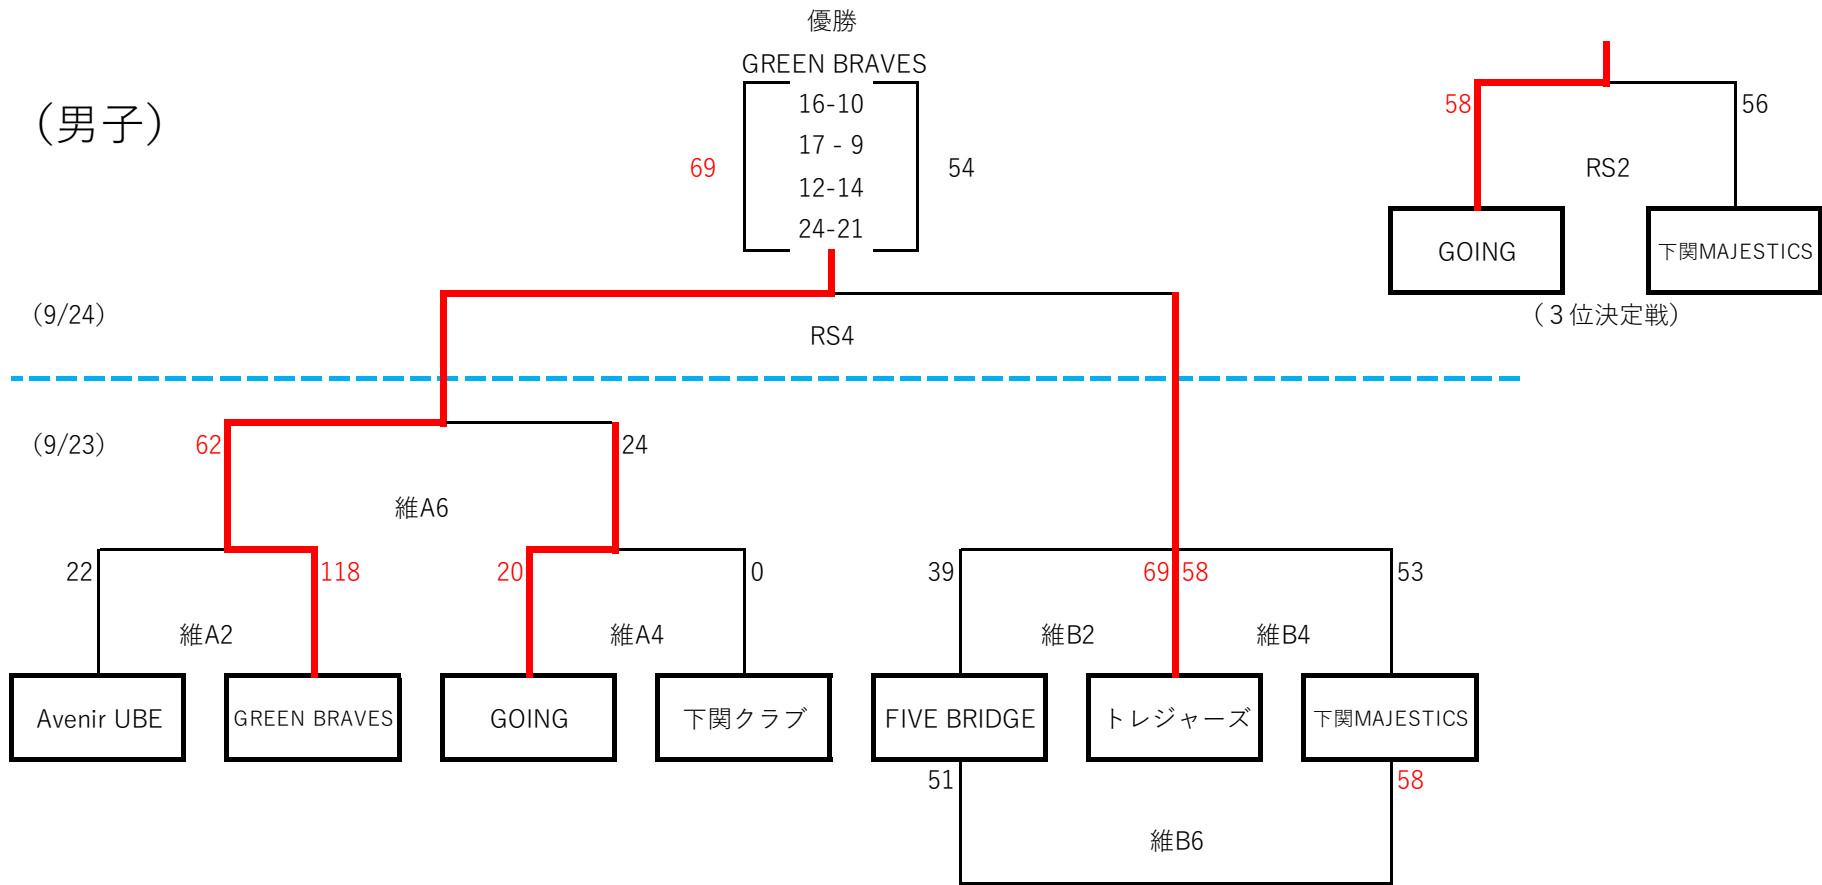 優勝
GREEN BRAVES
(男子)
16-10
17 - 9
12-14
24-21
69
54
58
56
RS2
GOING
下関MAJESTICS
(3位決定戦)
(9/24)
RS4
(9/23)
62
24
維A6
22
118
20
0
39
69
58
53
維A2
維A4
維B2
維B4
Avenir UBE
GREEN BRAVES
GOING
下関クラブ
FIVE BRIDGE
トレジャーズ
下関MAJESTICS
51
58
維B6